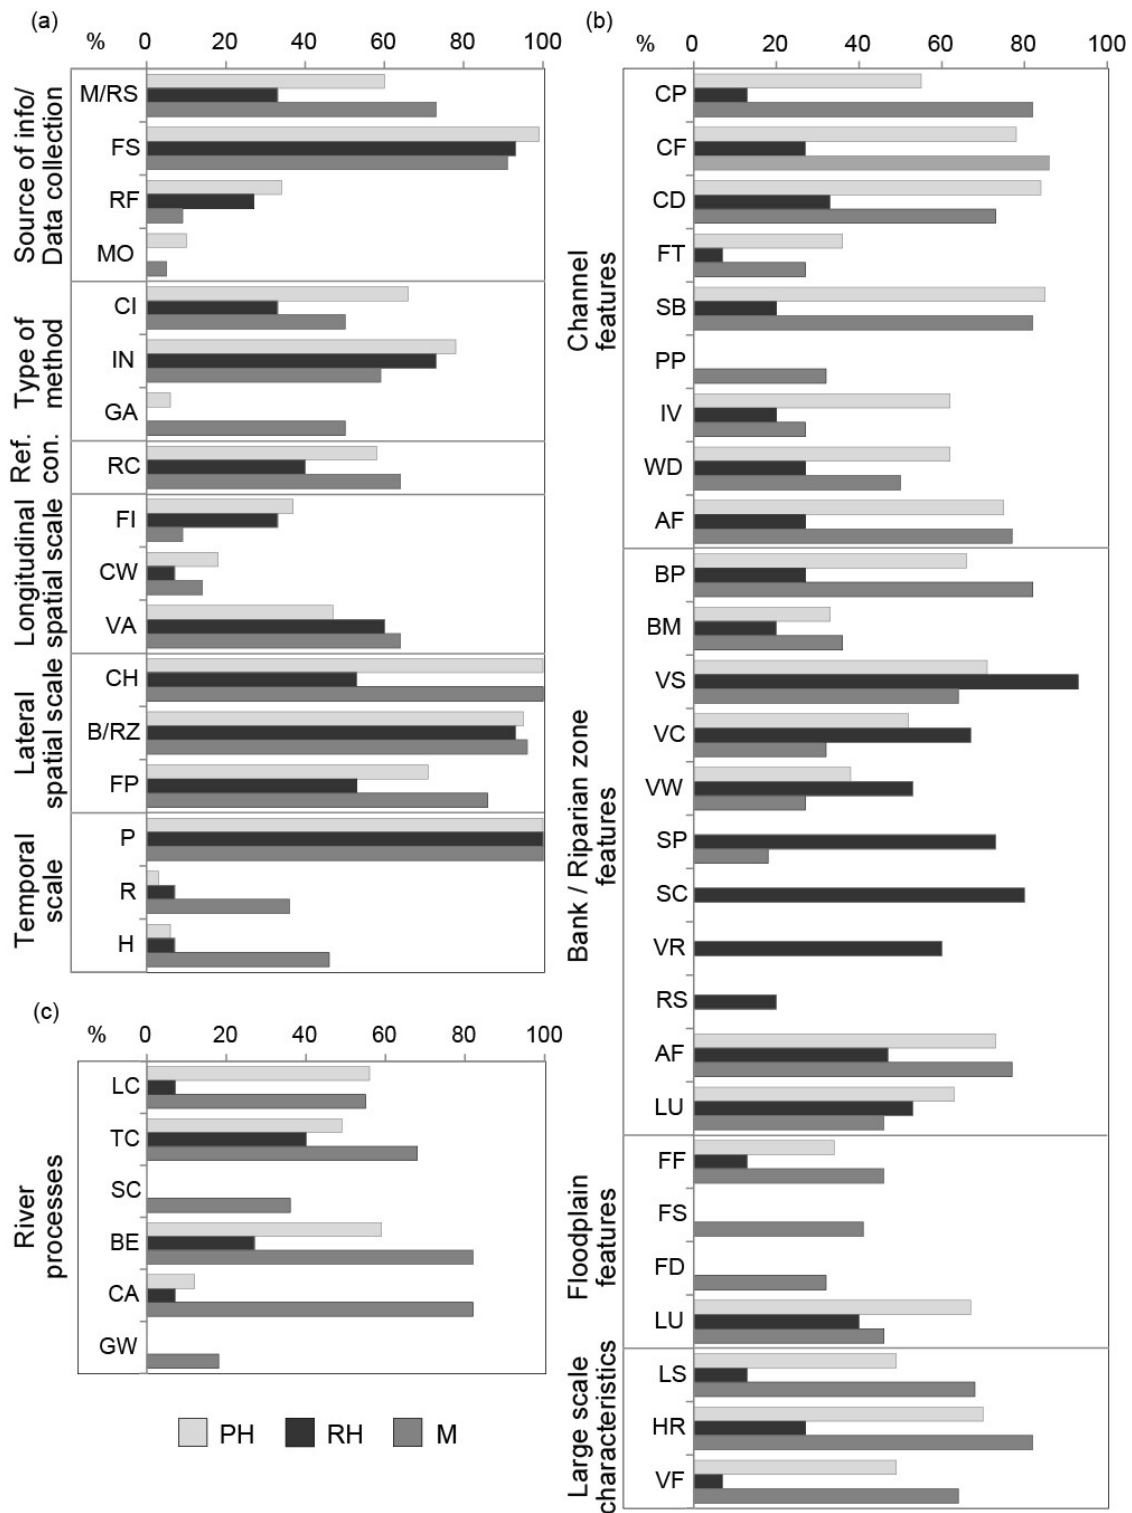 (a)
% 0 20 40 60 80 100
Source of info/
Data collection
M/RS
FS
RF
MO
Type of
method
CI
IN
GA
Ref.
con.
RC
Longitudinal
spatial scale
FI
CW
VA
Lateral
spatial scale
CH
B/RZ
FP
Temporal
scale
P
R
H
(b)
% 0 20 40 60 80 100
Channel
features
CP
CF
CD
FT
SB
PP
IV
WD
AF
Bank / Riparian zone
features
BP
BM
VS
VC
VW
SP
SC
VR
RS
AF
LU
Floodplain
features
FF
FS
FD
LU
Large scale
characteristics
LS
HR
VF
(c)
% 0 20 40 60 80 100
River
processes
LC
TC
SC
BE
CA
GW
PH RH M